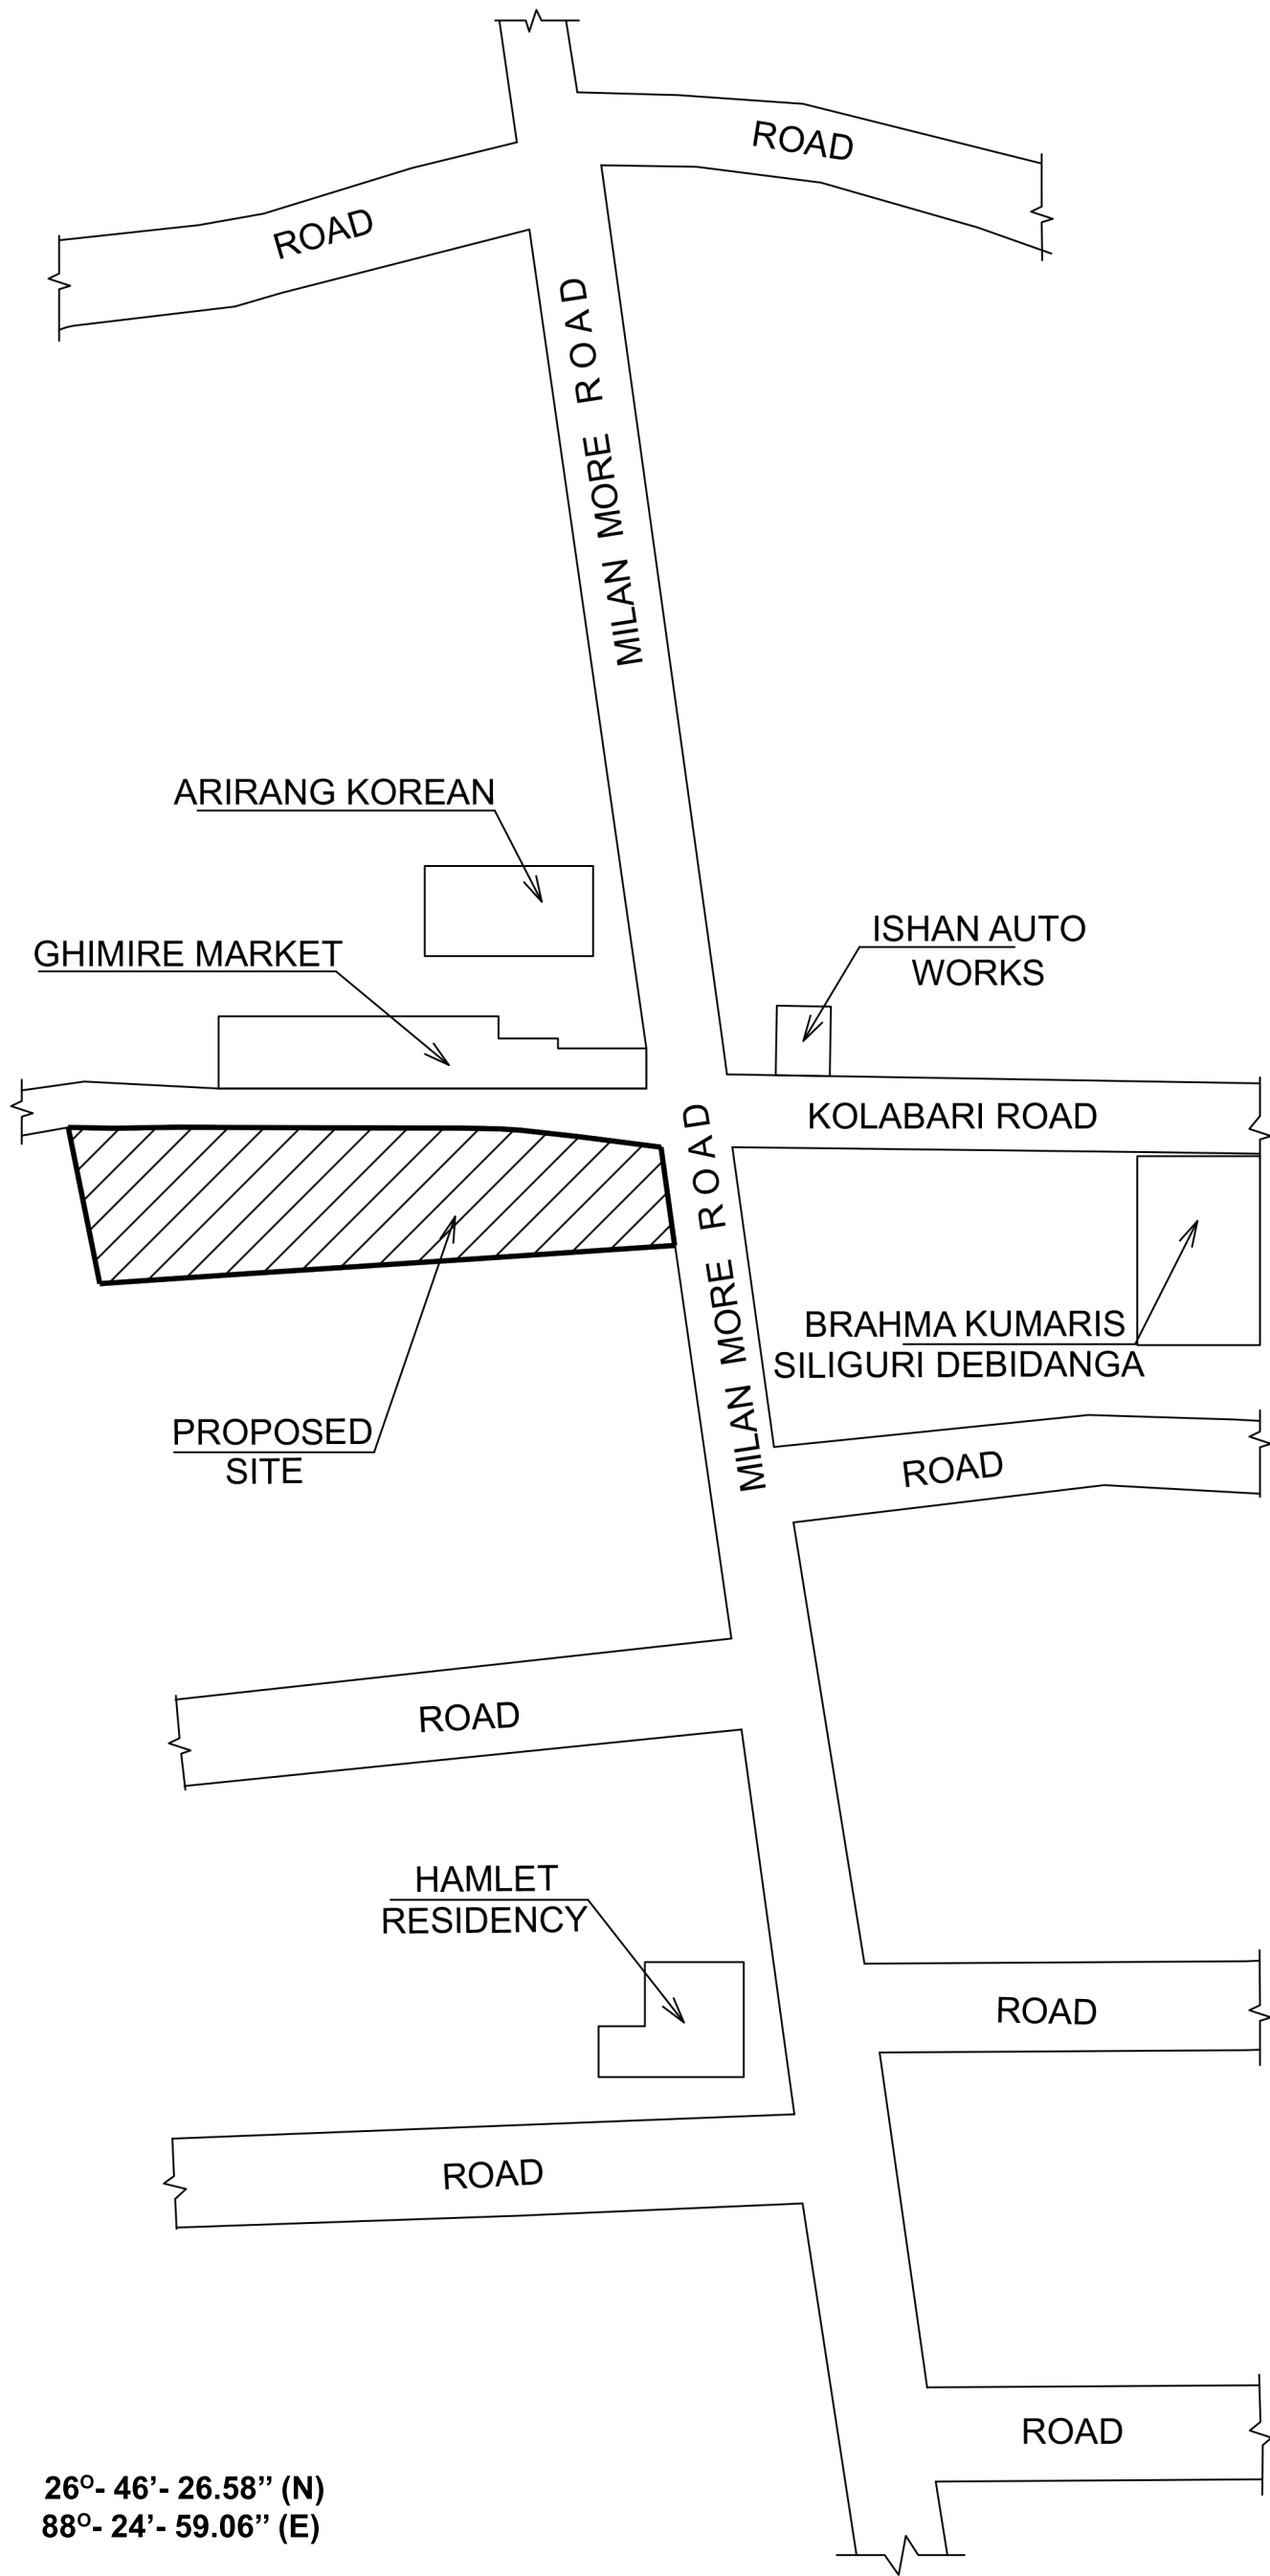 ROAD
ROAD
MILAN MORE ROAD
ARIRANG KOREAN
GHIMIRE MARKET
ISHAN AUTO
WORKS
KOLABARI ROAD
MILAN MORE ROAD
BRAHMA KUMARIS
SILIGURI DEBIDANGA
PROPOSED
SITE
ROAD
ROAD
HAMLET
RESIDENCY
ROAD
ROAD
ROAD
26°- 46’- 26.58’’ (N)
88°- 24’- 59.06’’ (E)